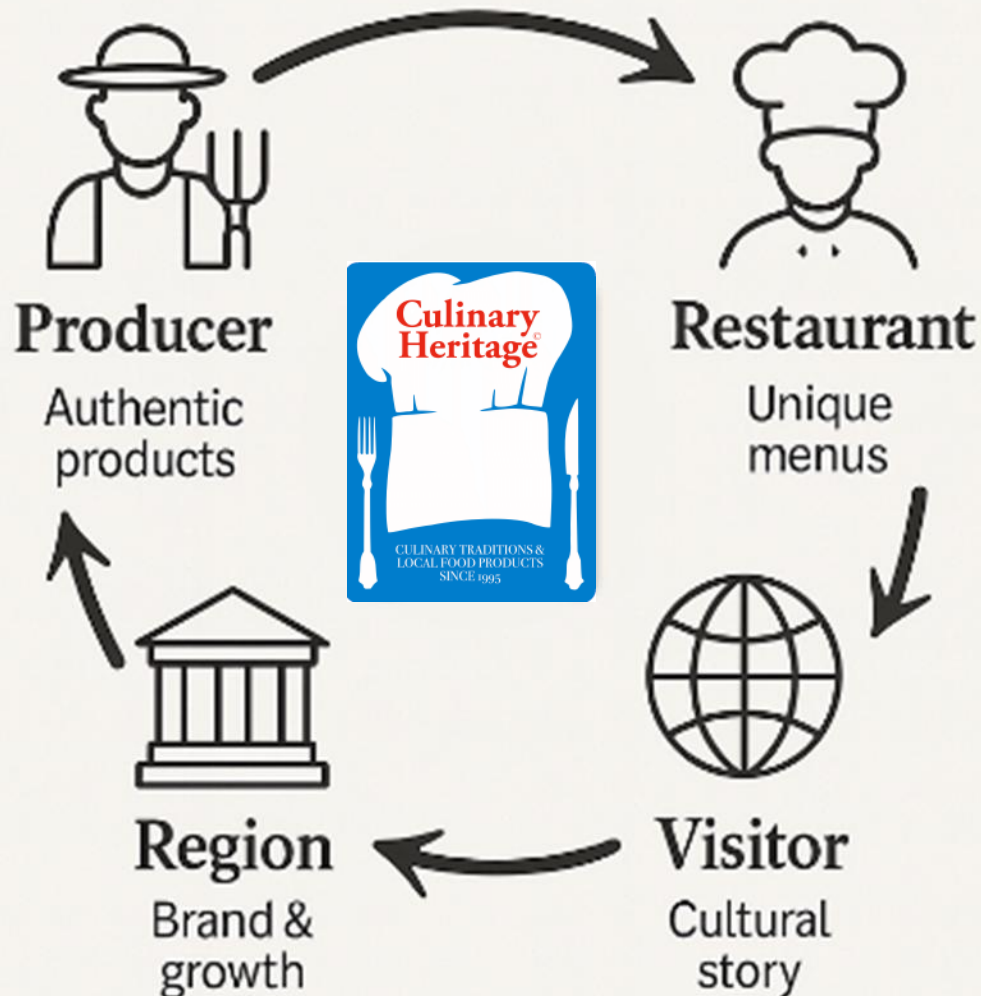 Producer
Authentic
products
Restaurant
Unique
menus
Culinary
Heritage©
CULINARY TRADITIONS &
LOCAL FOOD PRODUCTS
SINCE 1995
Region
Brand &
growth
Visitor
Cultural
story